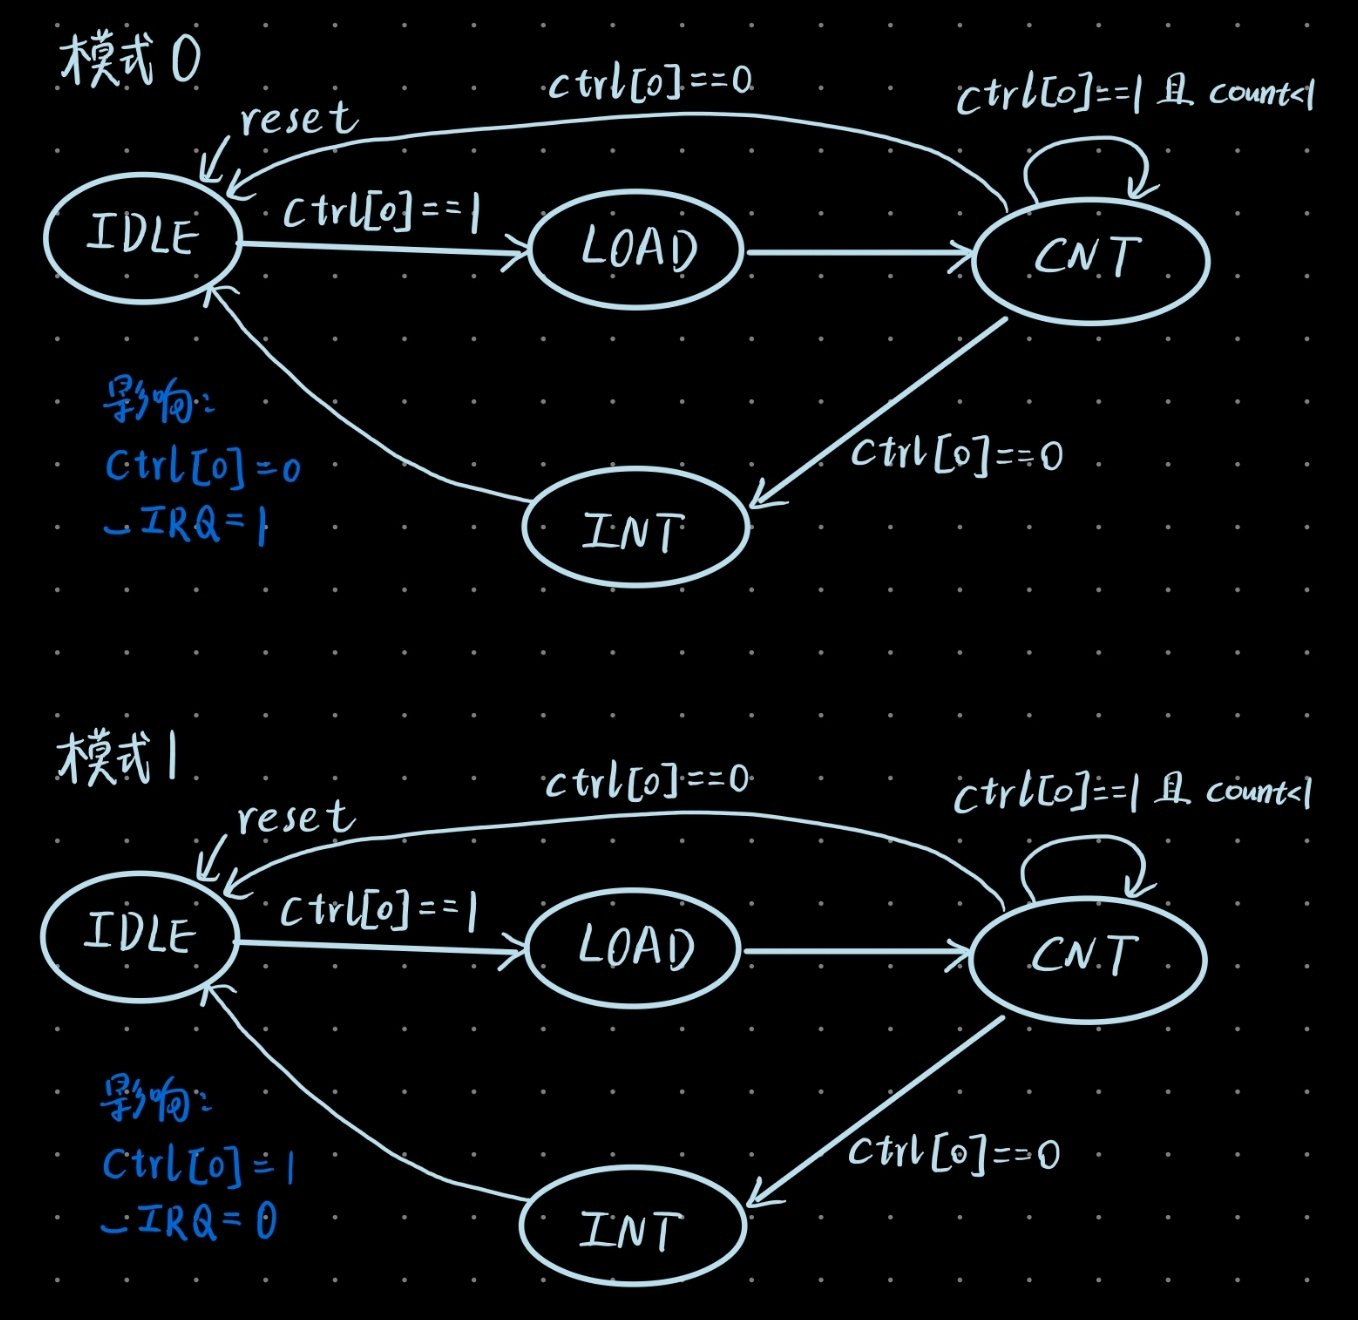 模式0
ctrl[0]==0
ctrl[0]==1 且 count<1
reset
ctrl[0]==1
IDLE
LOAD
CNT
影响:
ctrl[0]=0
_IRQ=1
ctrl[0]==0
INT
模式1
ctrl[0]==0
ctrl[0]==1 且 count<1
reset
ctrl[0]==1
IDLE
LOAD
CNT
影响:
ctrl[0]=1
_IRQ=0
ctrl[0]==0
INT